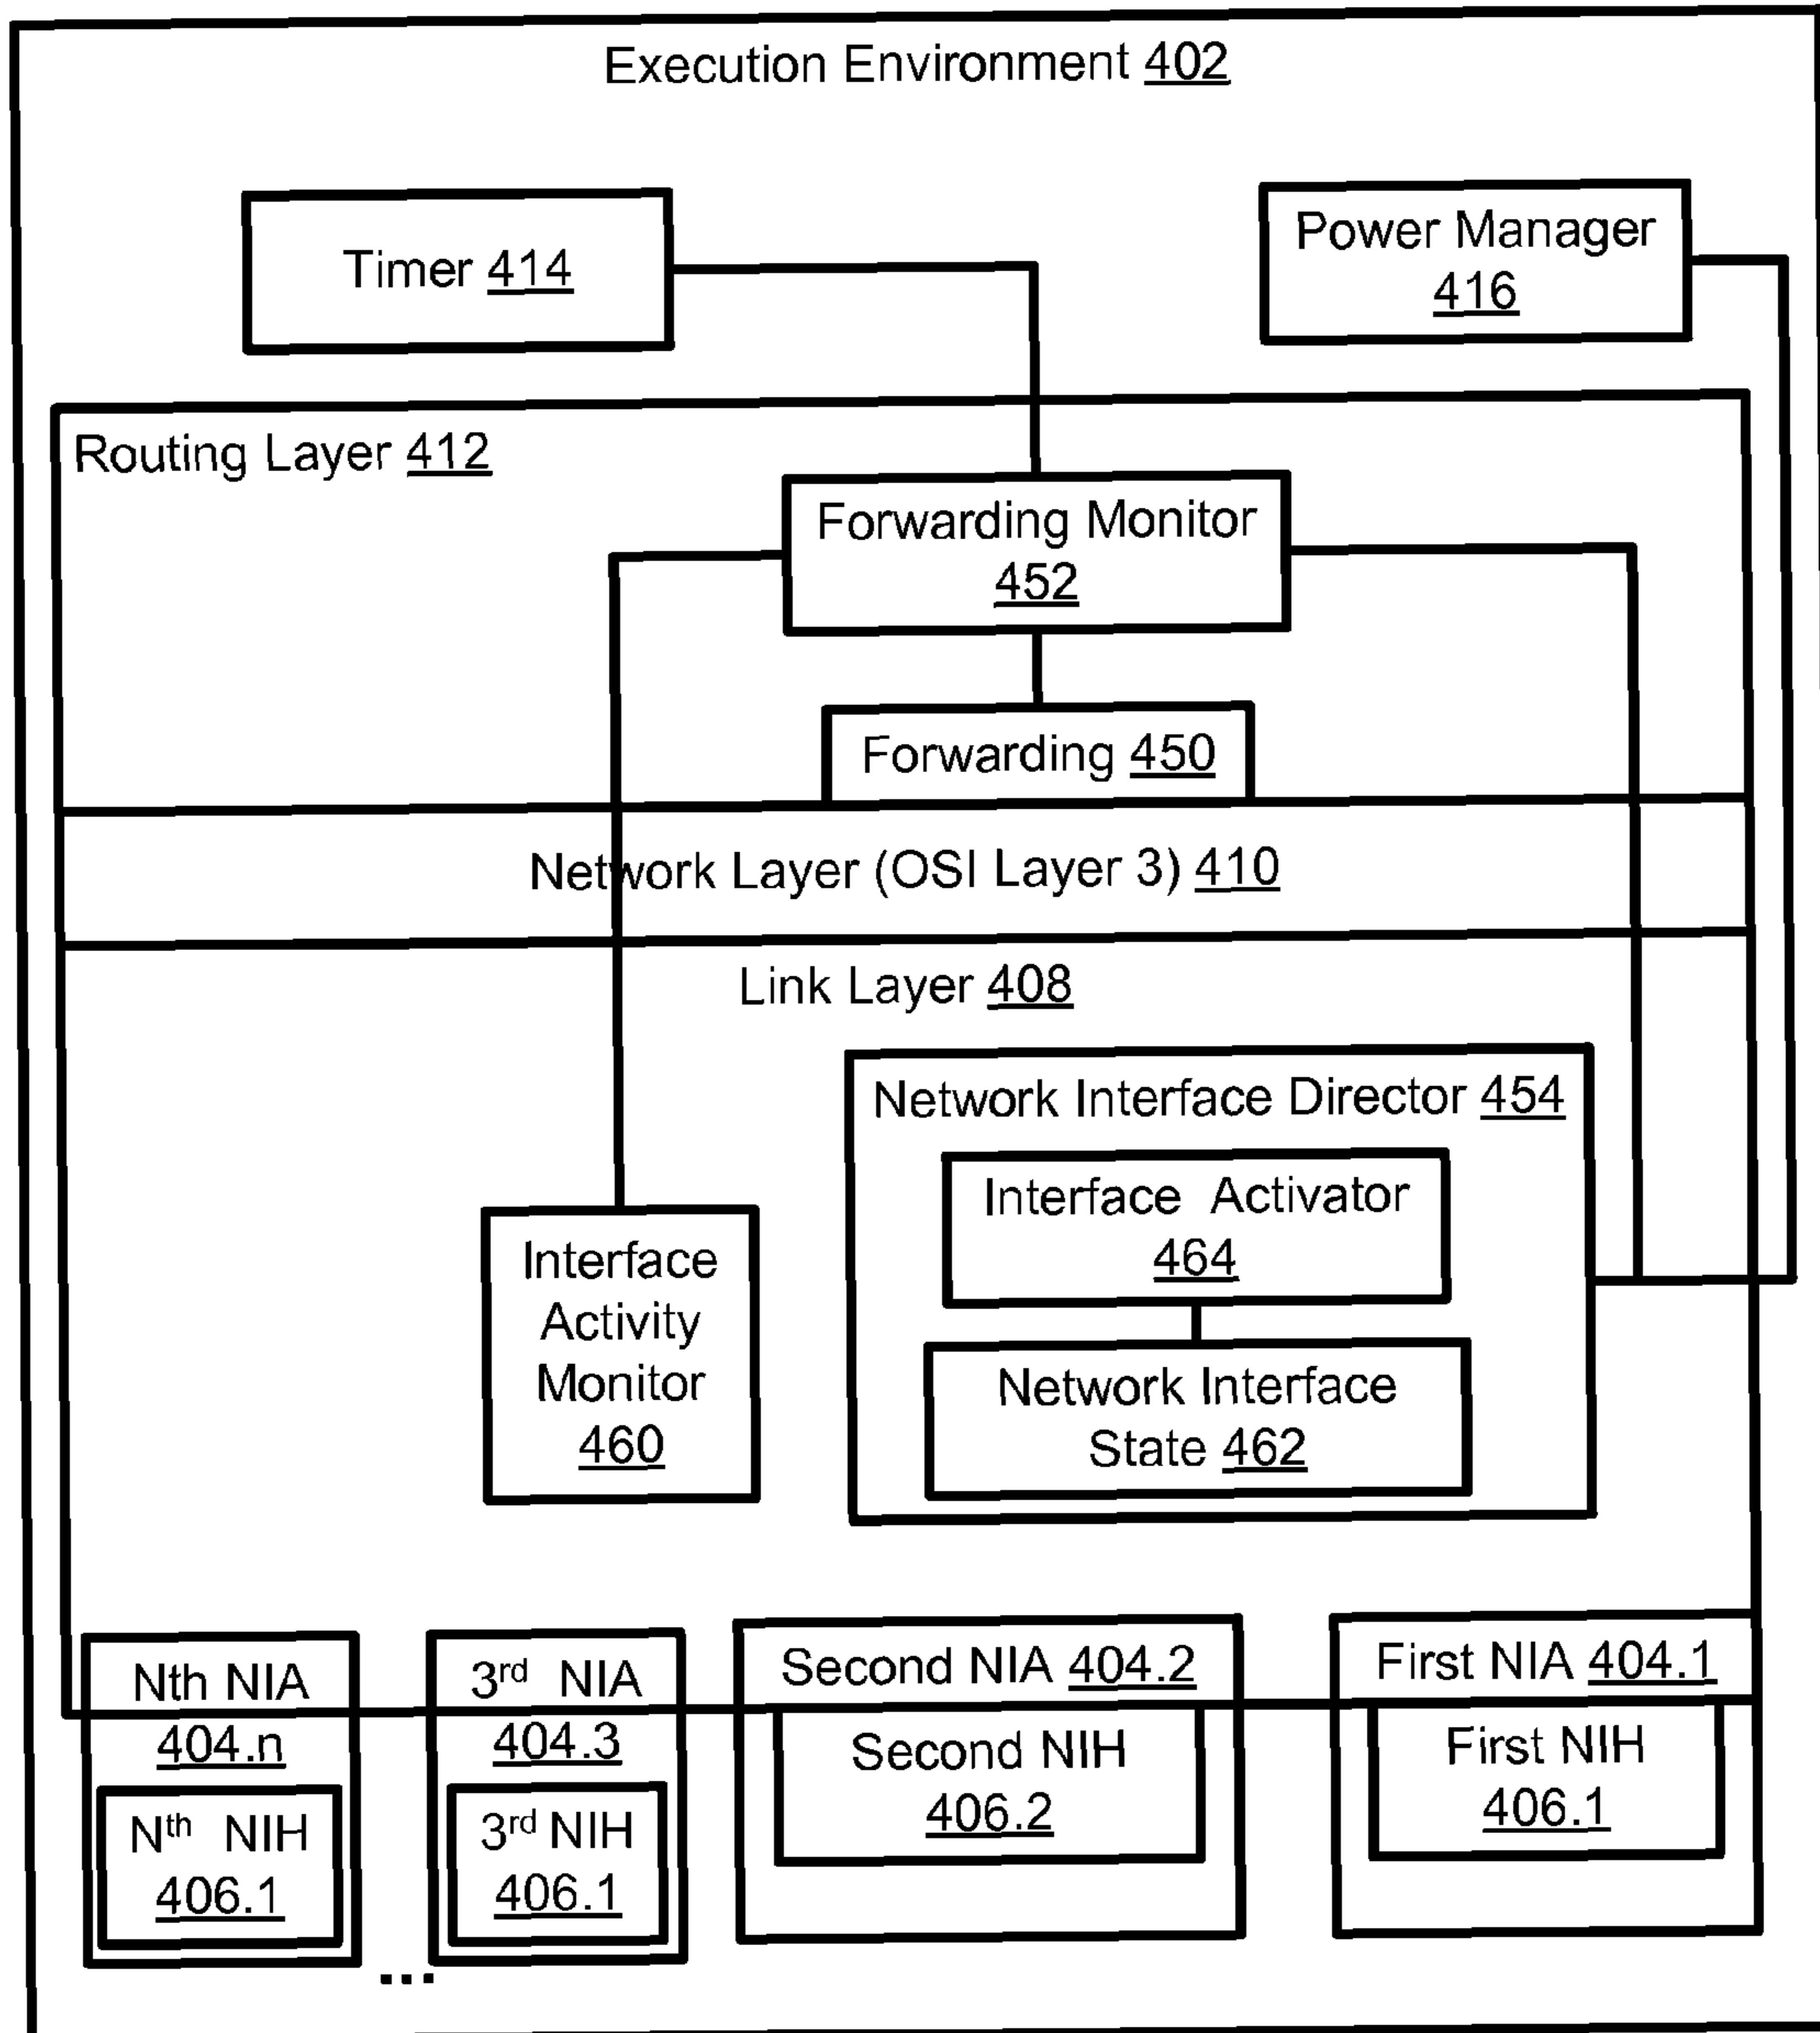 Execution Environment 402
Timer 414
Power Manager
416
Routing Layer 412
Forwarding Monitor
452
Forwarding 450
Network Layer (OSI Layer 3) 410
Link Layer 408
Network Interface Director 454
Interface Activator
464
Interface
Activity
Monitor
460
Network Interface
State 462
Nth NIA
404.n
Nth NIH
406.1
3rd NIA
404.3
3rd NIH
406.1
...
Second NIA 404.2
Second NIH
406.2
First NIA 404.1
First NIH
406.1